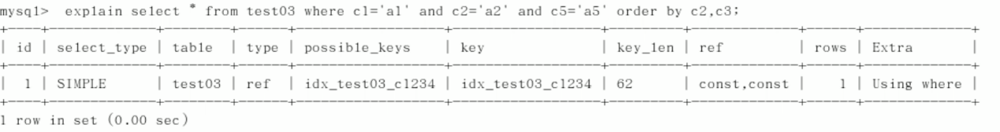 mysql>  explain select * from test03 where c1='a1' and c2='a2' and c5='a5' order by c2,c3;
+----+-------------+--------+------+-----------------+-----------------+---------+-------------+------+-------------+
| id | select_type | table | type | possible_keys | key | key_len | ref | rows | Extra |
+----+-------------+--------+------+-----------------+-----------------+---------+-------------+------+-------------+
| 1 | SIMPLE | test03 | ref | idx_test03_c1234 | idx_test03_c1234 | 62 | const,const | 1 | Using where |
+----+-------------+--------+------+-----------------+-----------------+---------+-------------+------+-------------+
1 row in set (0.00 sec)